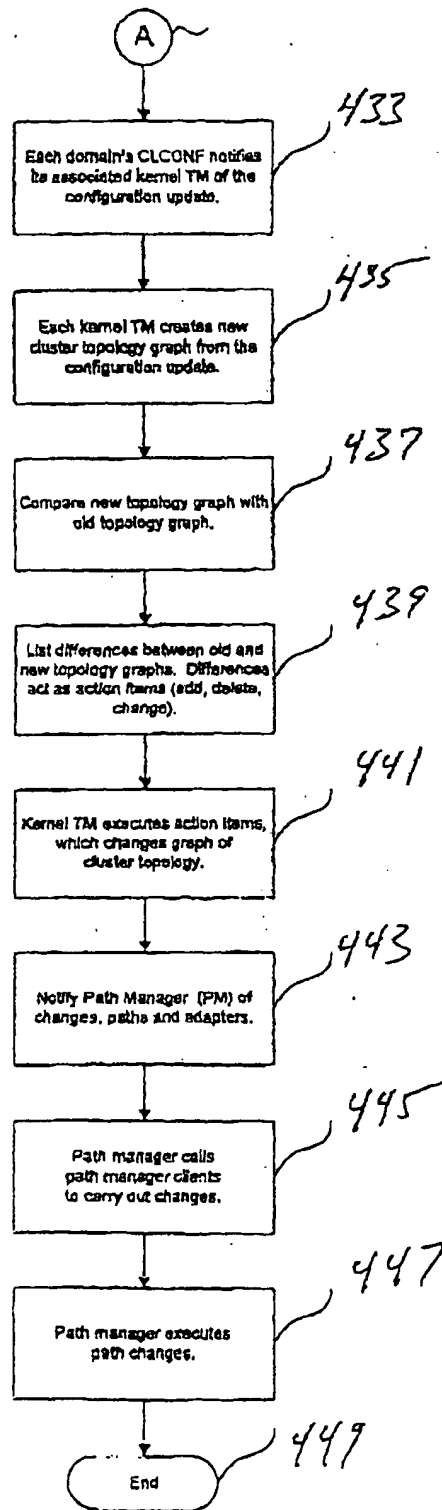 A
433
Each domain's CLCONF notifies
its associated kernel TM of the
configuration update.
435
Each kernel TM creates new
cluster topology graph from the
configuration update.
437
Compare new topology graph with
old topology graph.
439
List differences between old and
new topology graphs. Differences
act as action items (add, delete,
change).
441
Kernel TM executes action items,
which changes graph of
cluster topology.
443
Notify Path Manager (PM) of
changes, paths and adapters.
445
Path manager calls
path manager clients
to carry out changes.
447
Path manager executes
path changes.
449
End